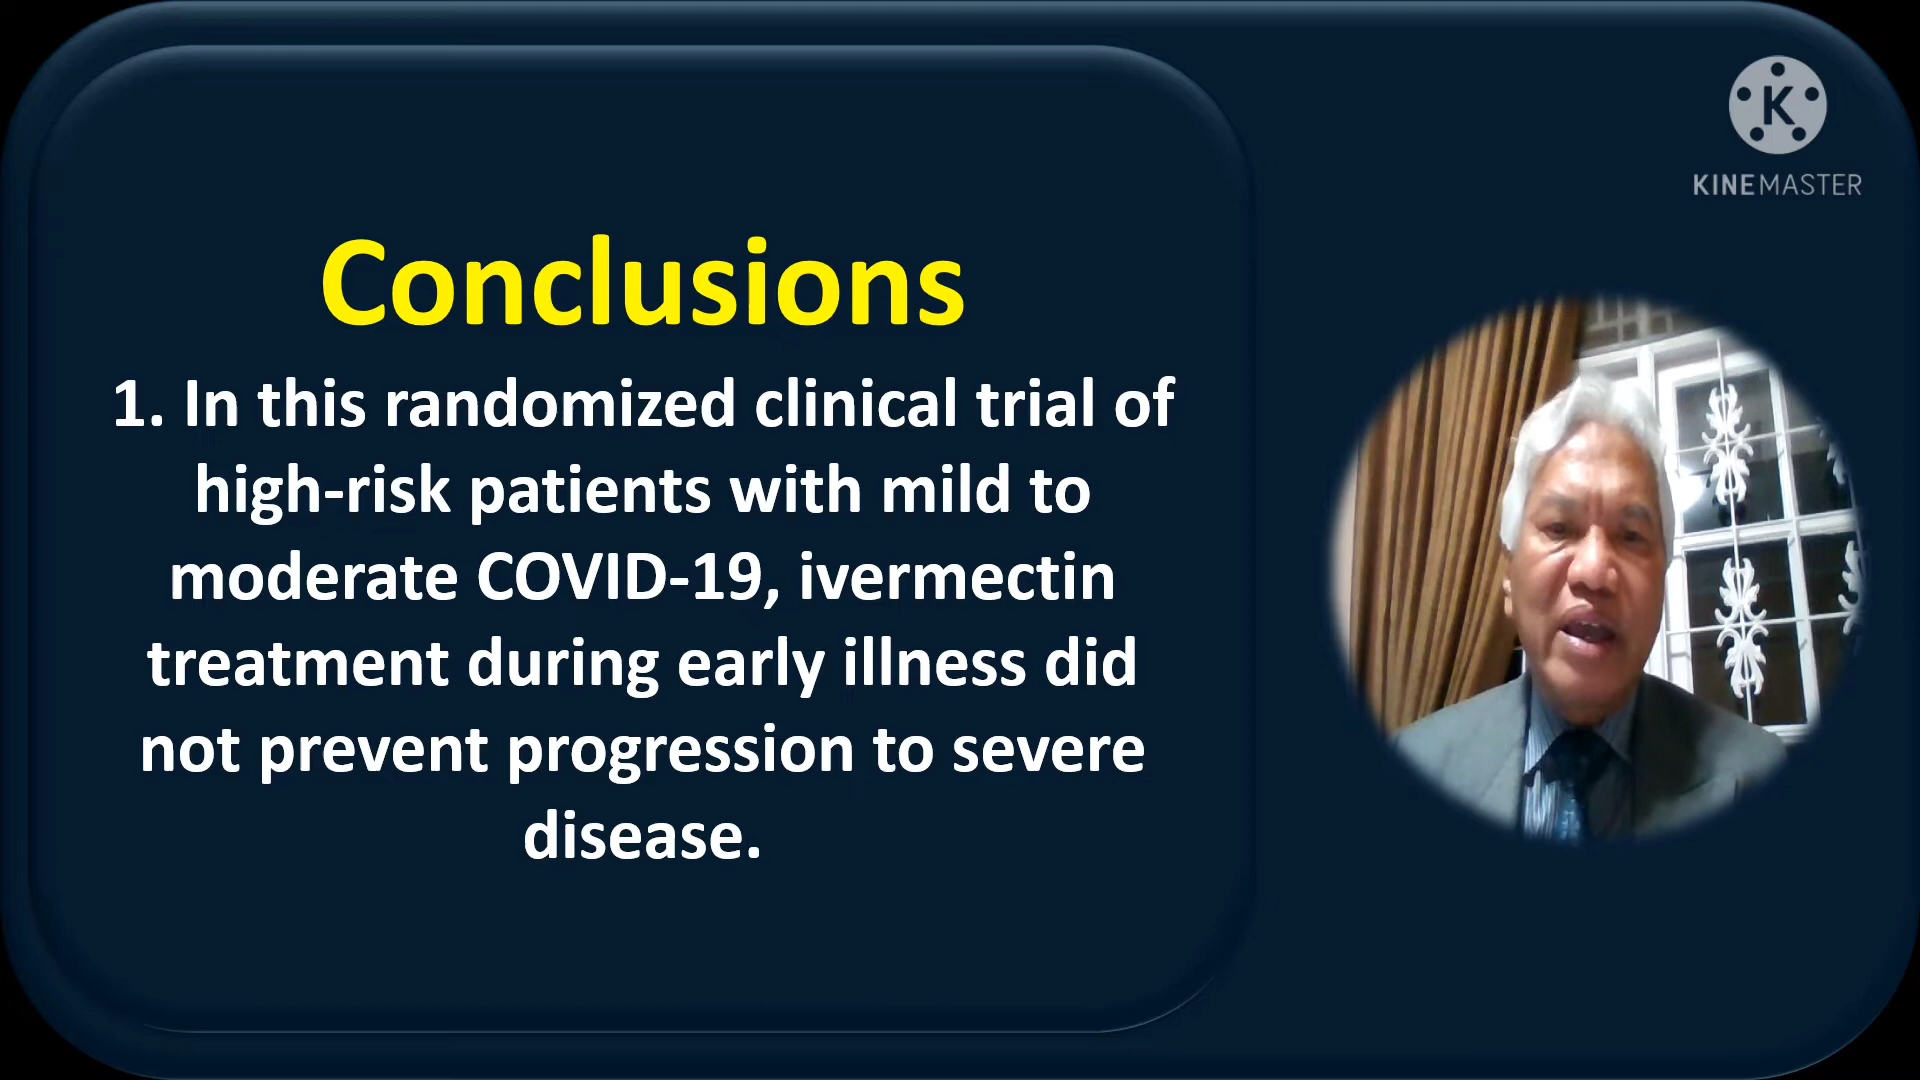 Conclusions
1. In this randomized clinical trial of
high-risk patients with mild to
moderate COVID-19, ivermectin
treatment during early illness did
not prevent progression to severe
disease.
K
KINEMASTER